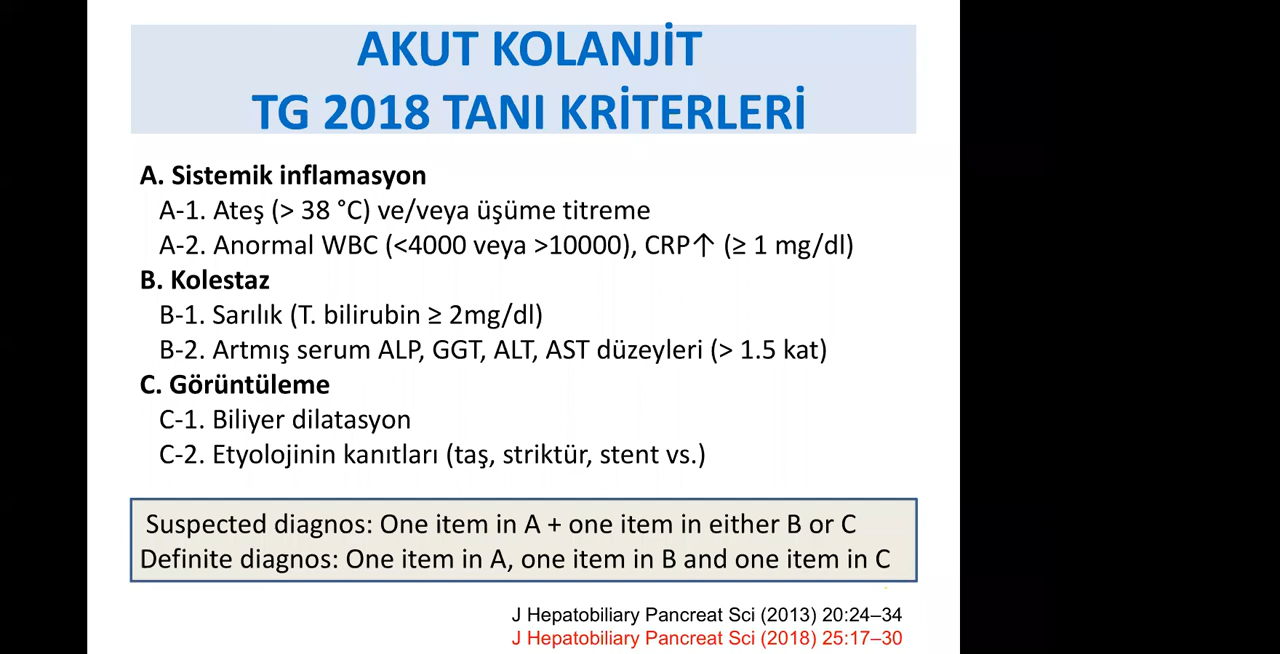 AKUT KOLANJİT
TG 2018 TANI KRİTERLERİ
A. Sistemik inflamasyon
A-1. Ateş (> 38 °C) ve/veya üşüme titreme
A-2. Anormal WBC (<4000 veya >10000), CRP↑ (≥ 1 mg/dl)
B. Kolestaz
B-1. Sarılık (T. bilirubin ≥ 2mg/dl)
B-2. Artmış serum ALP, GGT, ALT, AST düzeyleri (> 1.5 kat)
C. Görüntüleme
C-1. Biliyer dilatasyon
C-2. Etyolojinin kanıtları (taş, striktür, stent vs.)
Suspected diagnos: One item in A + one item in either B or C
Definite diagnos: One item in A, one item in B and one item in C
J Hepatobiliary Pancreat Sci (2013) 20:24–34
J Hepatobiliary Pancreat Sci (2018) 25:17–30